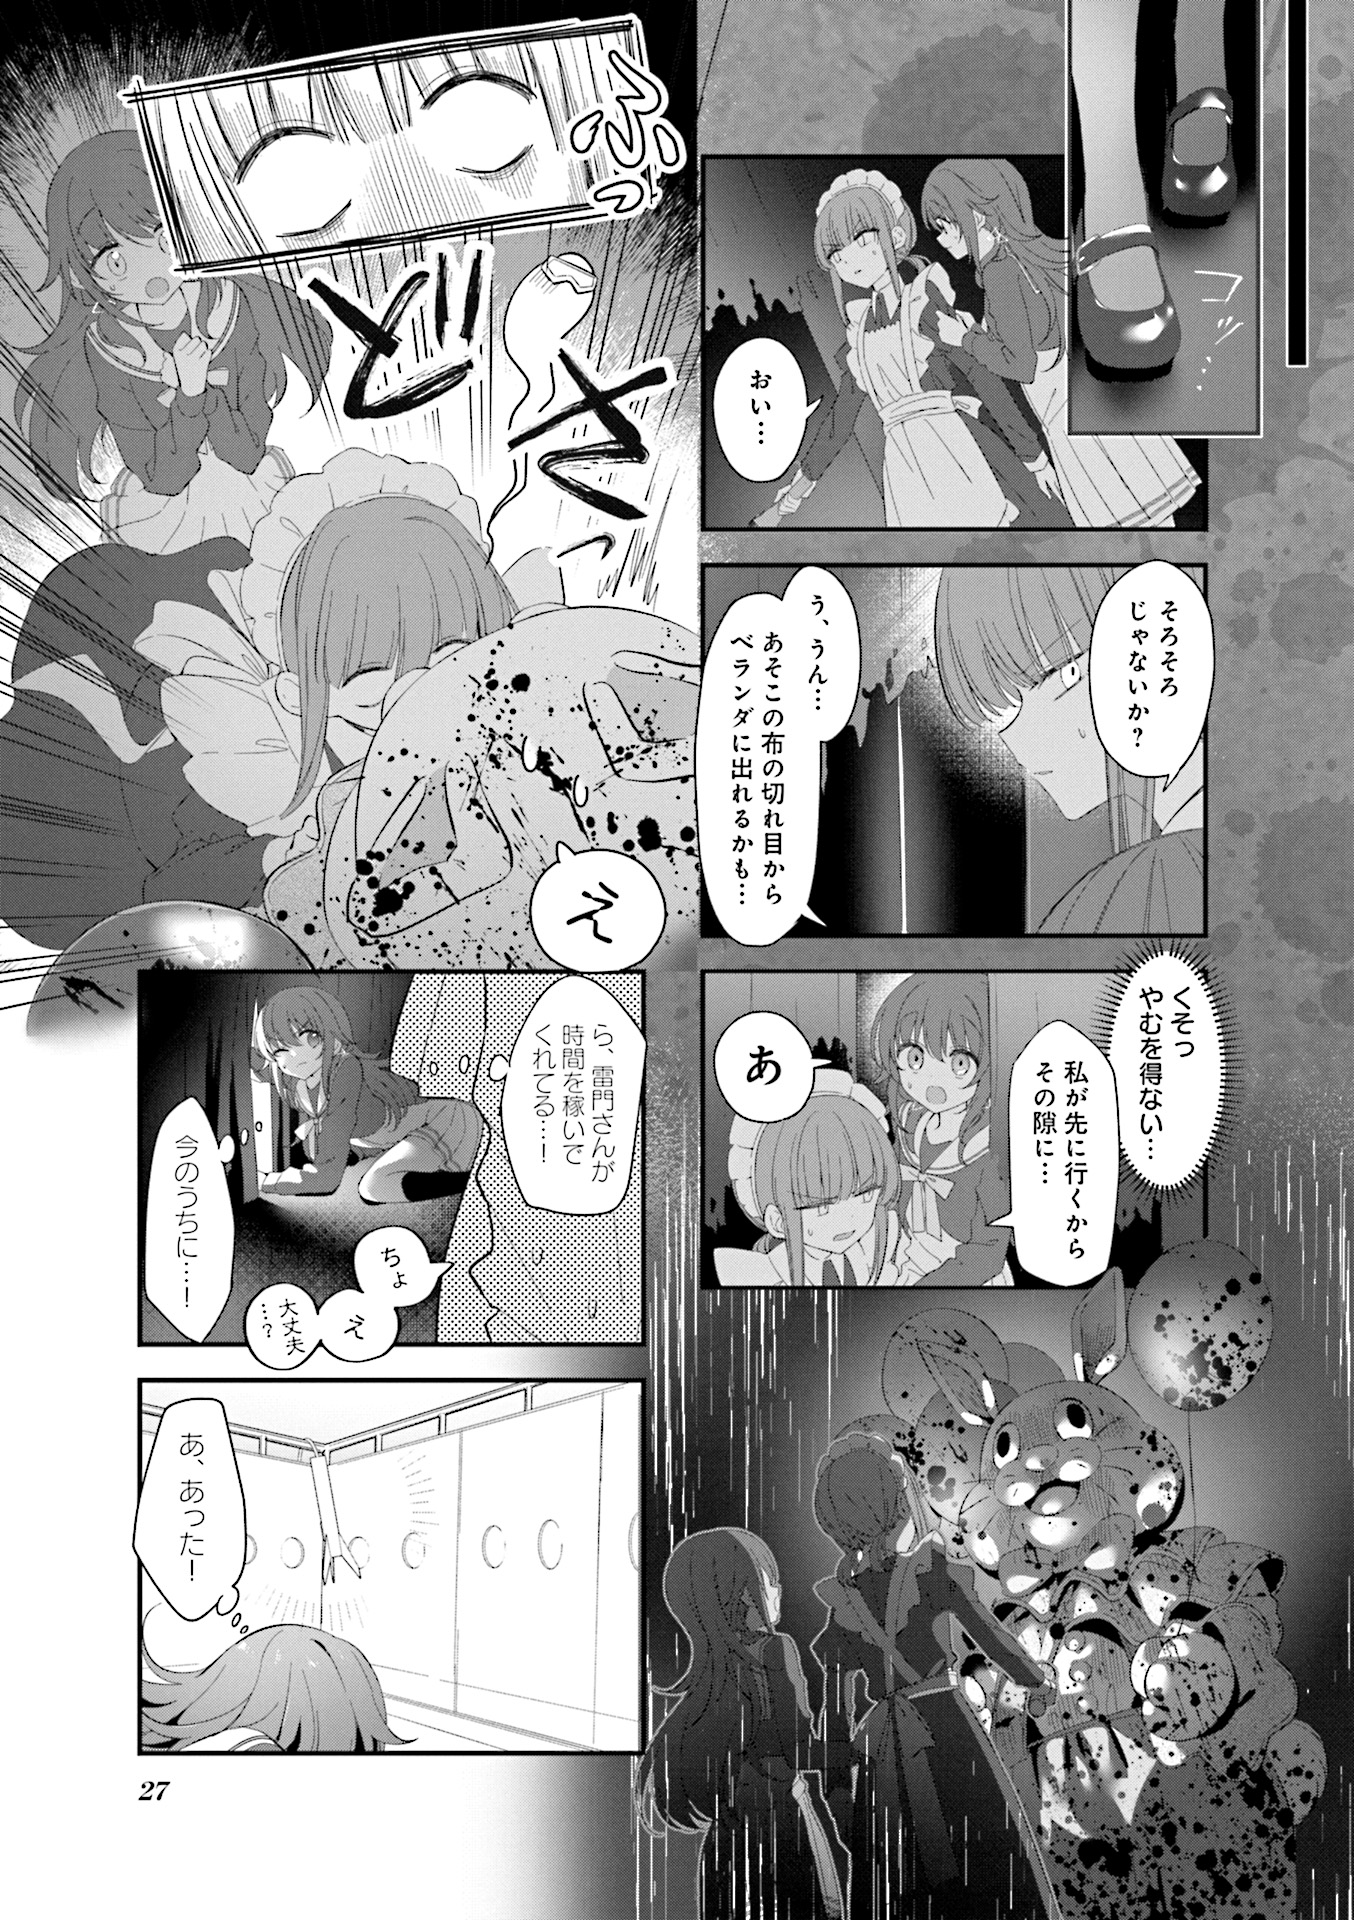 おい…
そろそろ
じゃないか?
う、うん…
あそこの布の切れ目から
ベランダに出れるかも…
くそっ
やむを得ない…
私が先に行くから
その隙に…
あ
ふっ
どさっ
え
ら、雷門さんが
時間を稼いで
くれてる…!
今のうちに…!
ちょ
え
大丈夫
…?
あ、あった!
27